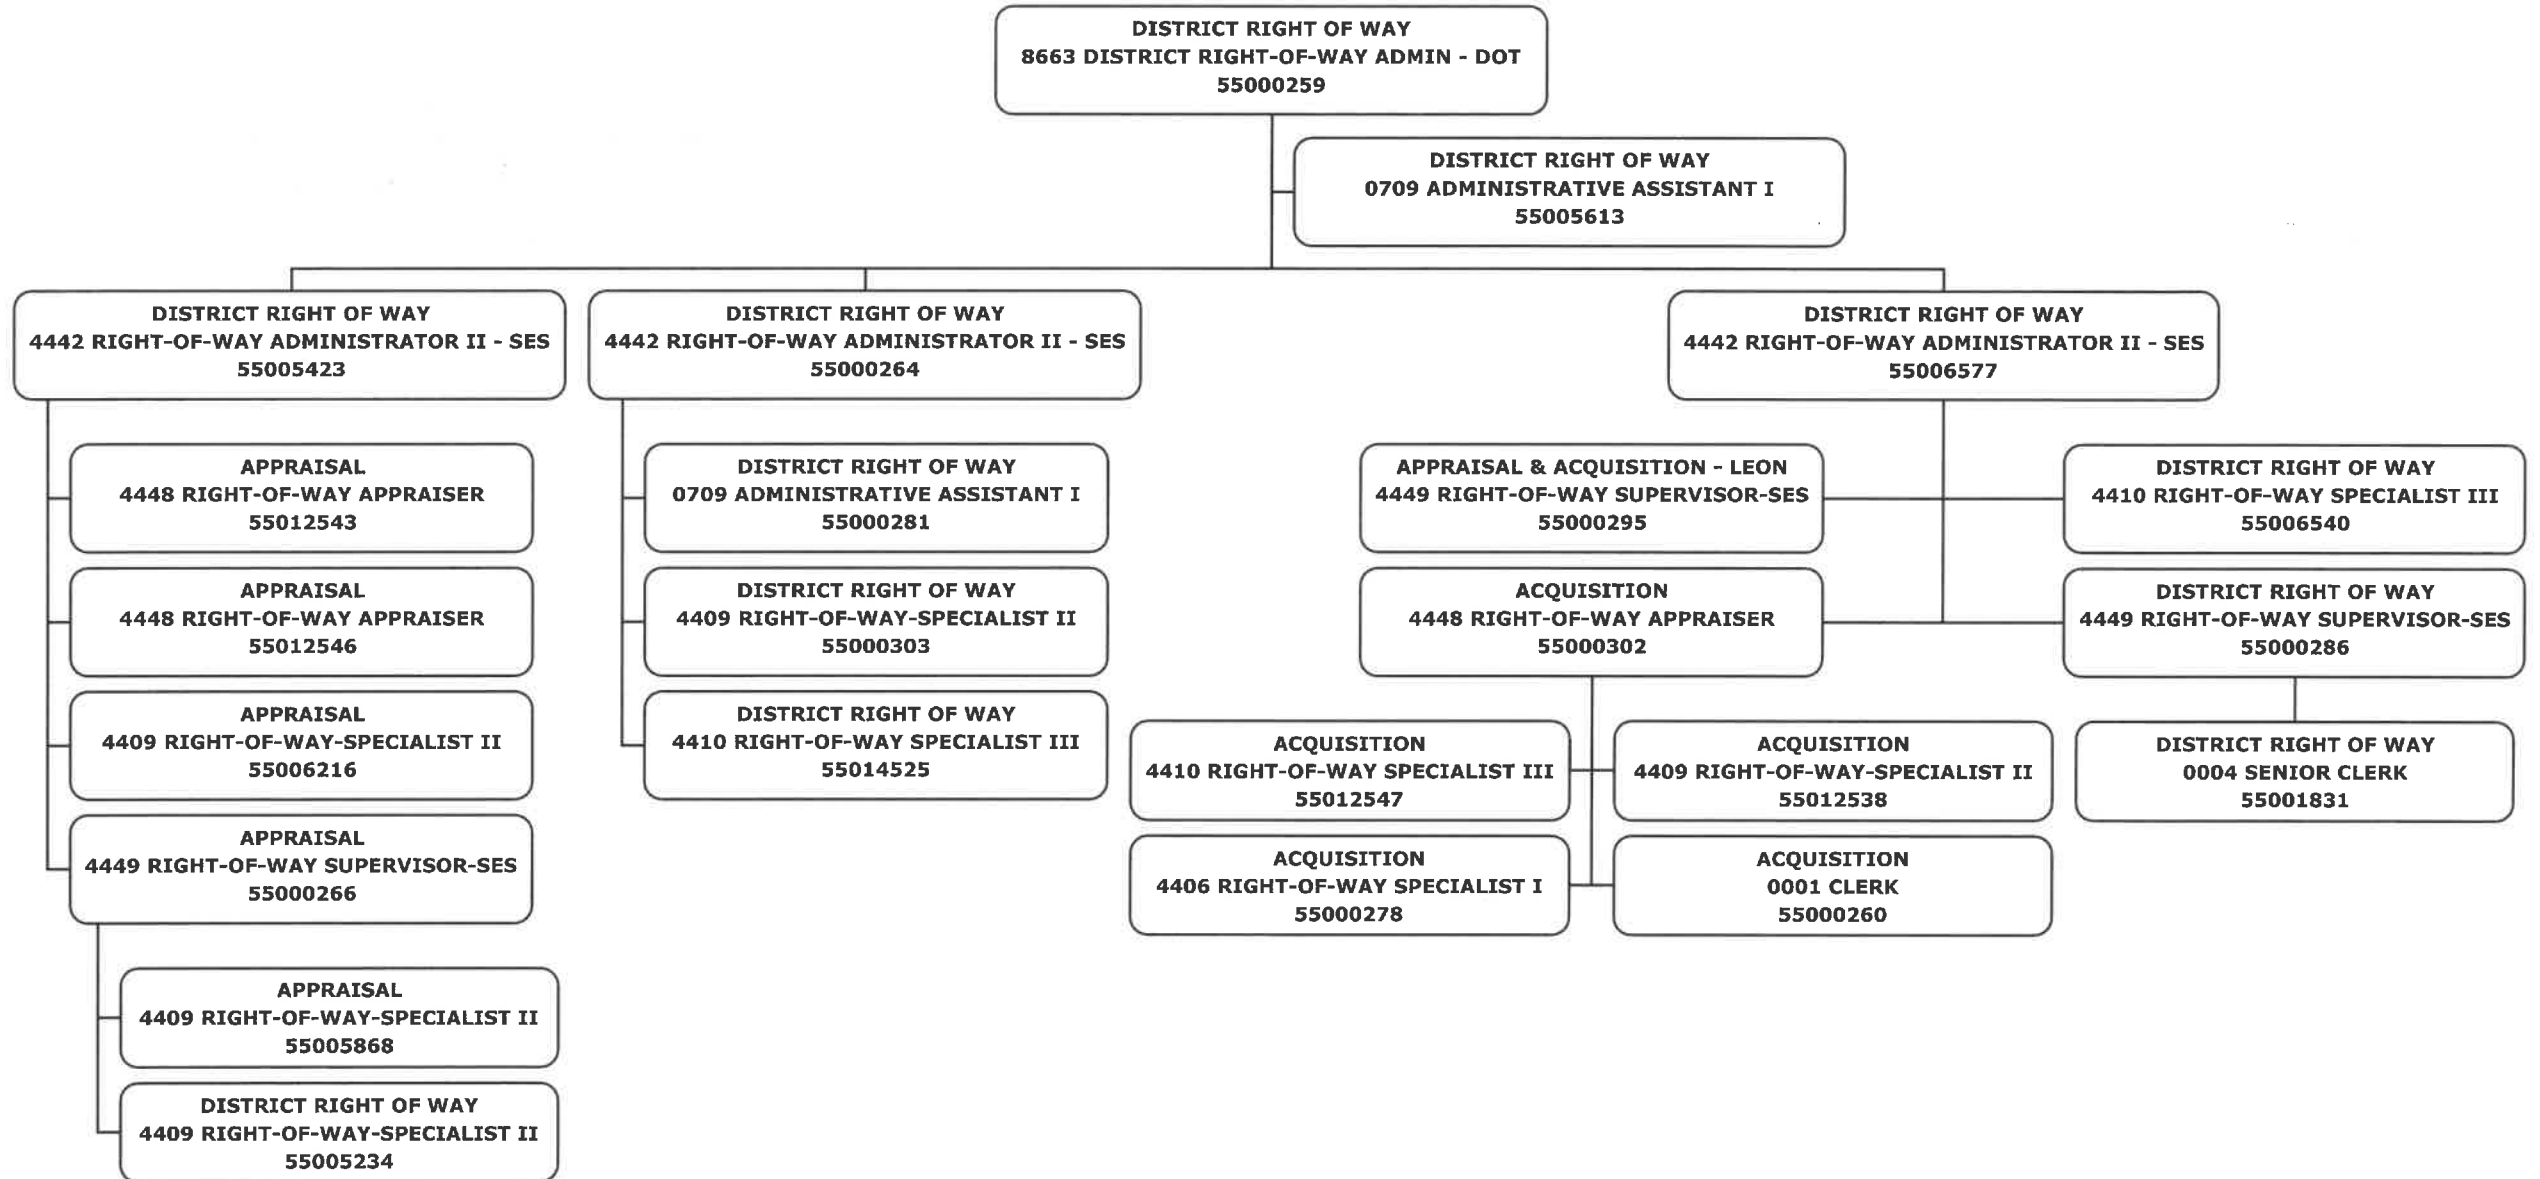 DISTRICT RIGHT OF WAY
8663 DISTRICT RIGHT-OF-WAY ADMIN - DOT
55000259
DISTRICT RIGHT OF WAY
0709 ADMINISTRATIVE ASSISTANT I
55005613
DISTRICT RIGHT OF WAY
4442 RIGHT-OF-WAY ADMINISTRATOR II - SES
55005423
DISTRICT RIGHT OF WAY
4442 RIGHT-OF-WAY ADMINISTRATOR II - SES
55000264
DISTRICT RIGHT OF WAY
4442 RIGHT-OF-WAY ADMINISTRATOR II - SES
55006577
APPRAISAL
4448 RIGHT-OF-WAY APPRAISER
55012543
APPRAISAL
4448 RIGHT-OF-WAY APPRAISER
55012546
APPRAISAL
4409 RIGHT-OF-WAY-SPECIALIST II
55006216
APPRAISAL
4449 RIGHT-OF-WAY SUPERVISOR-SES
55000266
APPRAISAL
4409 RIGHT-OF-WAY-SPECIALIST II
55005868
DISTRICT RIGHT OF WAY
4409 RIGHT-OF-WAY-SPECIALIST II
55005234
DISTRICT RIGHT OF WAY
0709 ADMINISTRATIVE ASSISTANT I
55000281
DISTRICT RIGHT OF WAY
4409 RIGHT-OF-WAY-SPECIALIST II
55000303
DISTRICT RIGHT OF WAY
4410 RIGHT-OF-WAY SPECIALIST III
55014525
APPRAISAL & ACQUISITION - LEON
4449 RIGHT-OF-WAY SUPERVISOR-SES
55000295
DISTRICT RIGHT OF WAY
4410 RIGHT-OF-WAY SPECIALIST III
55006540
ACQUISITION
4448 RIGHT-OF-WAY APPRAISER
55000302
DISTRICT RIGHT OF WAY
4449 RIGHT-OF-WAY SUPERVISOR-SES
55000286
ACQUISITION
4410 RIGHT-OF-WAY SPECIALIST III
55012547
ACQUISITION
4409 RIGHT-OF-WAY-SPECIALIST II
55012538
DISTRICT RIGHT OF WAY
0004 SENIOR CLERK
55001831
ACQUISITION
4406 RIGHT-OF-WAY SPECIALIST I
55000278
ACQUISITION
0001 CLERK
55000260